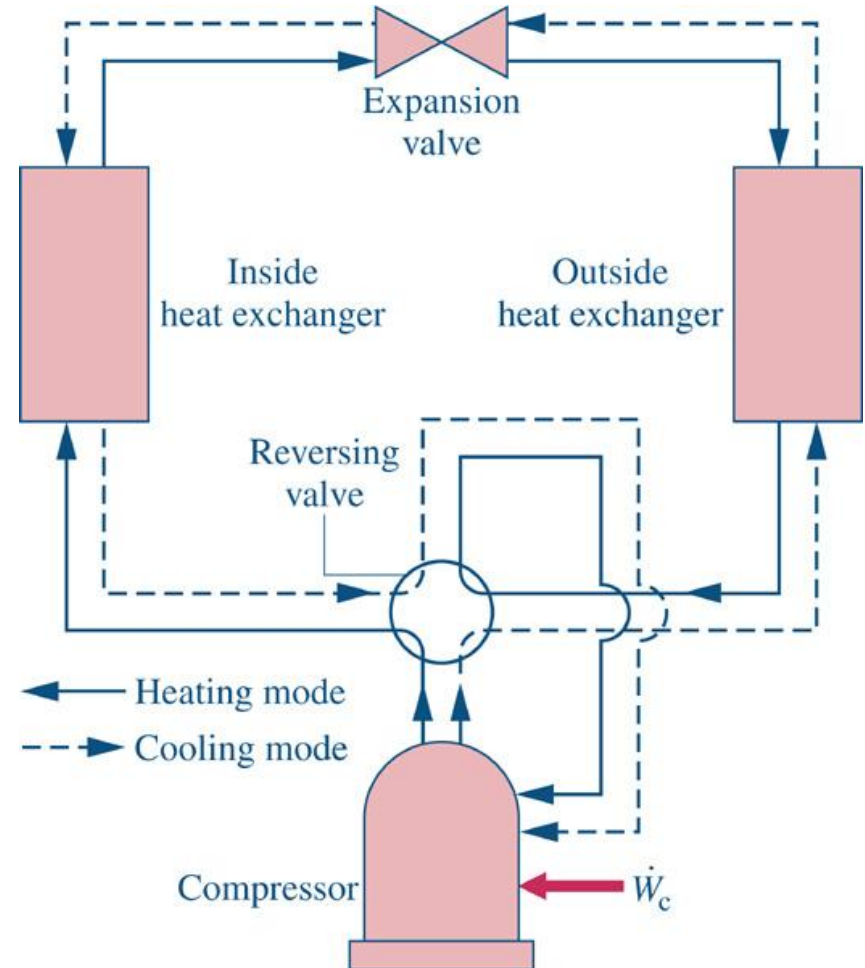 Expansion
valve
Inside
heat exchanger
Outside
heat exchanger
Reversing
valve
Heating mode
Cooling mode
Compressor
Ẇc